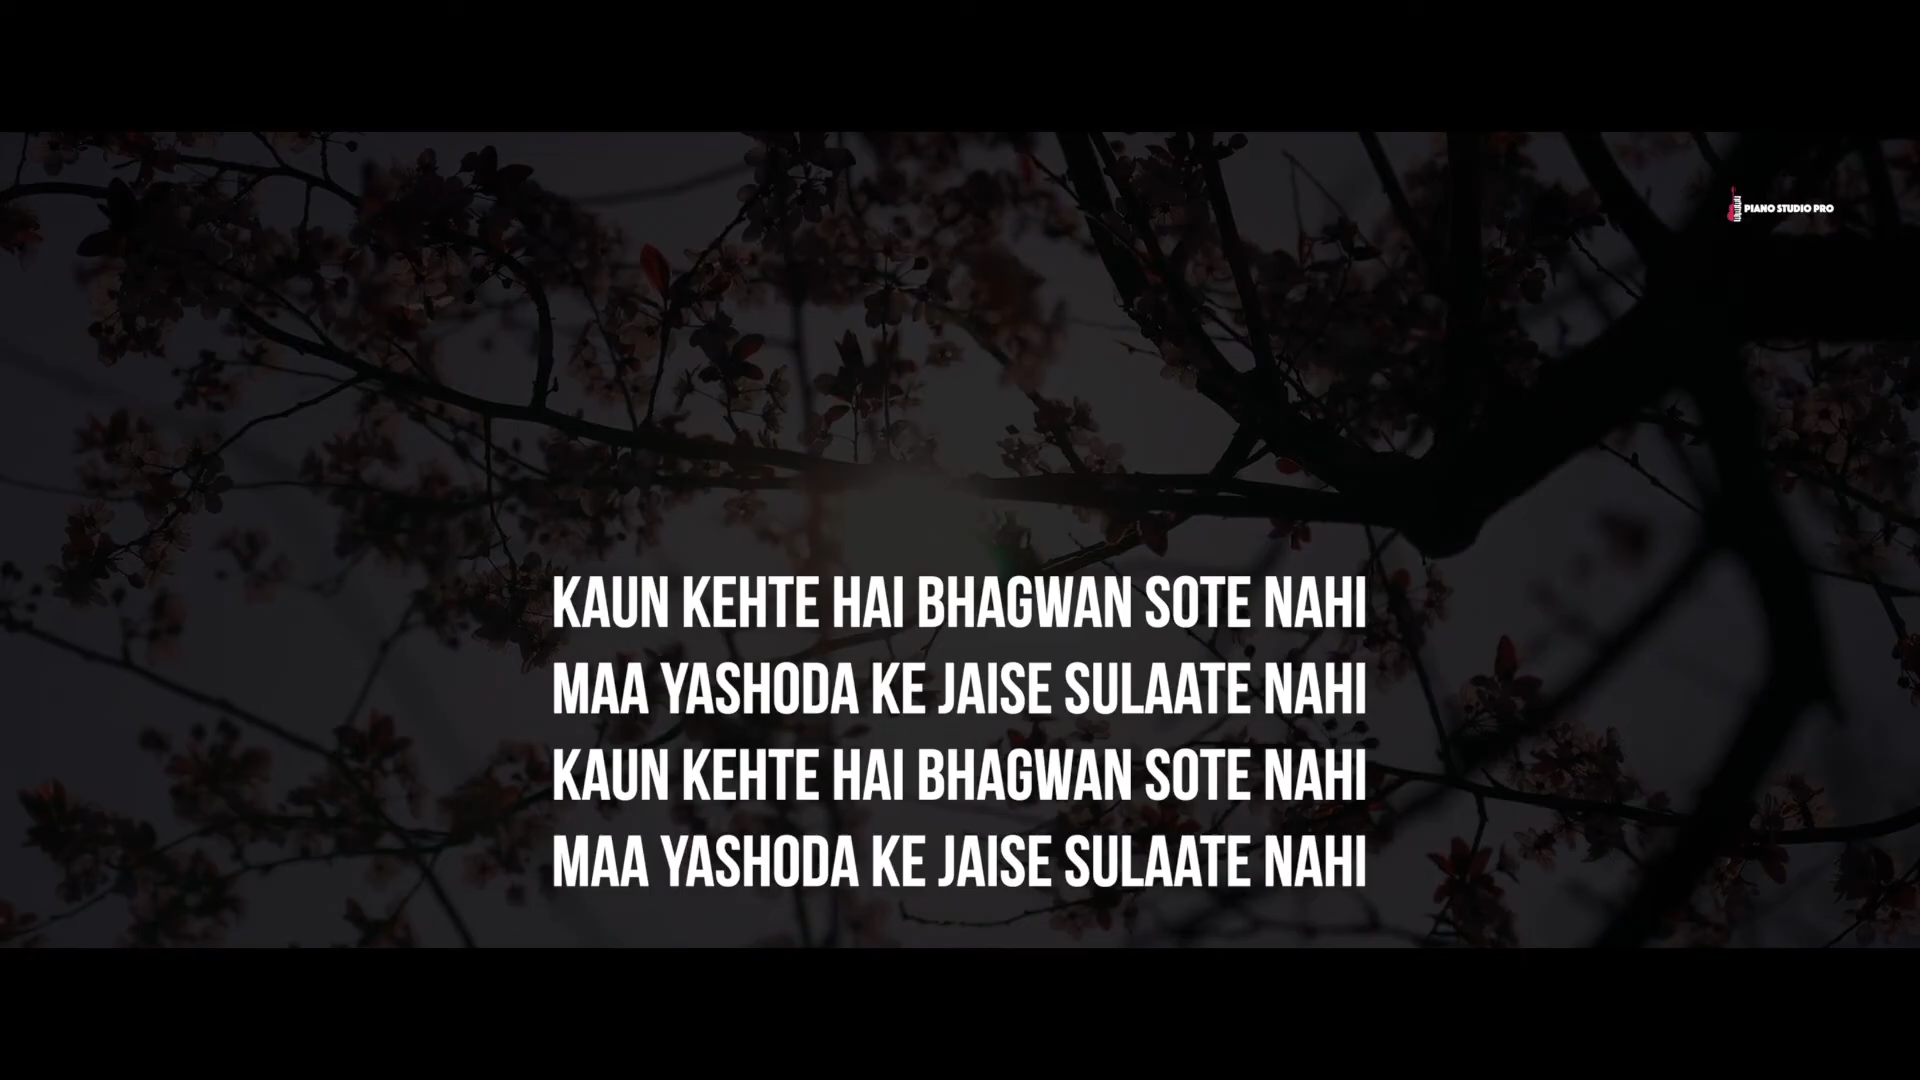 PIANO STUDIO PRO
KAUN KEHTE HAI BHAGWAN SOTE NAHI
MAA YASHODA KE JAISE SULAATE NAHI
KAUN KEHTE HAI BHAGWAN SOTE NAHI
MAA YASHODA KE JAISE SULAATE NAHI